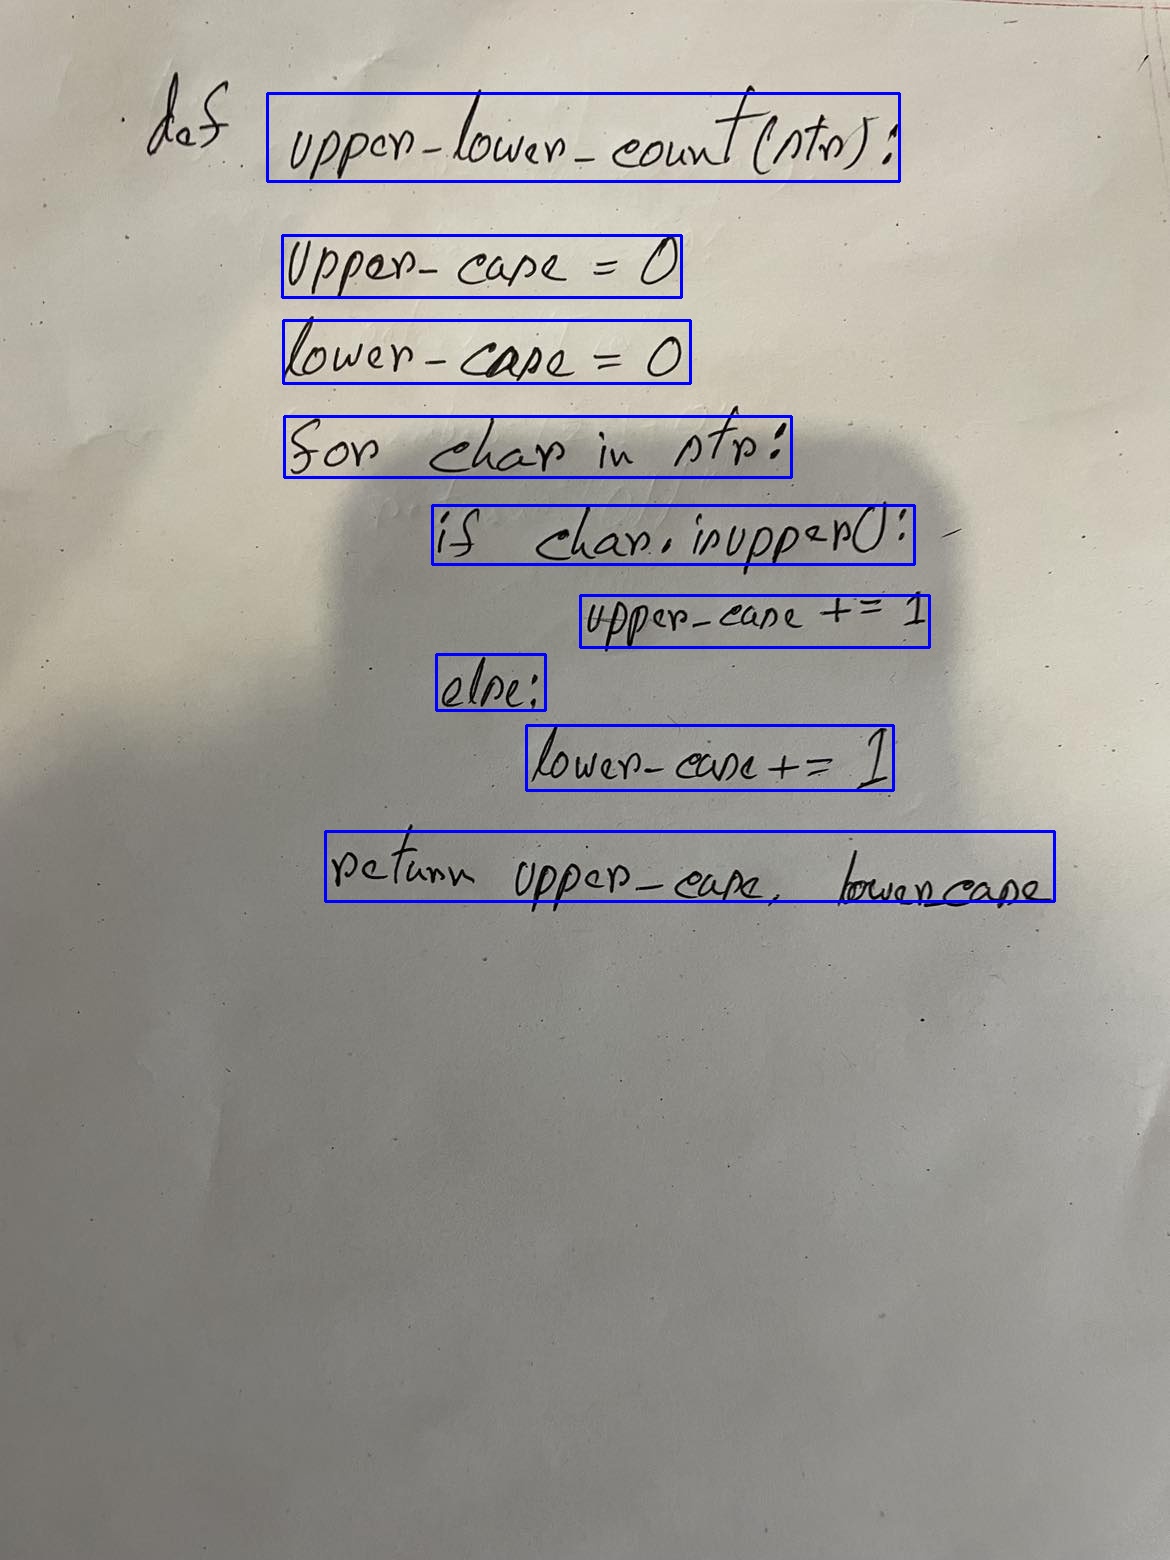 def upper_lower_count(str):
upper_case = 0
lower_case = 0
for char in str:
if char.isupper():
upper_case += 1
else:
lower_case += 1
return upper_case, lower_case